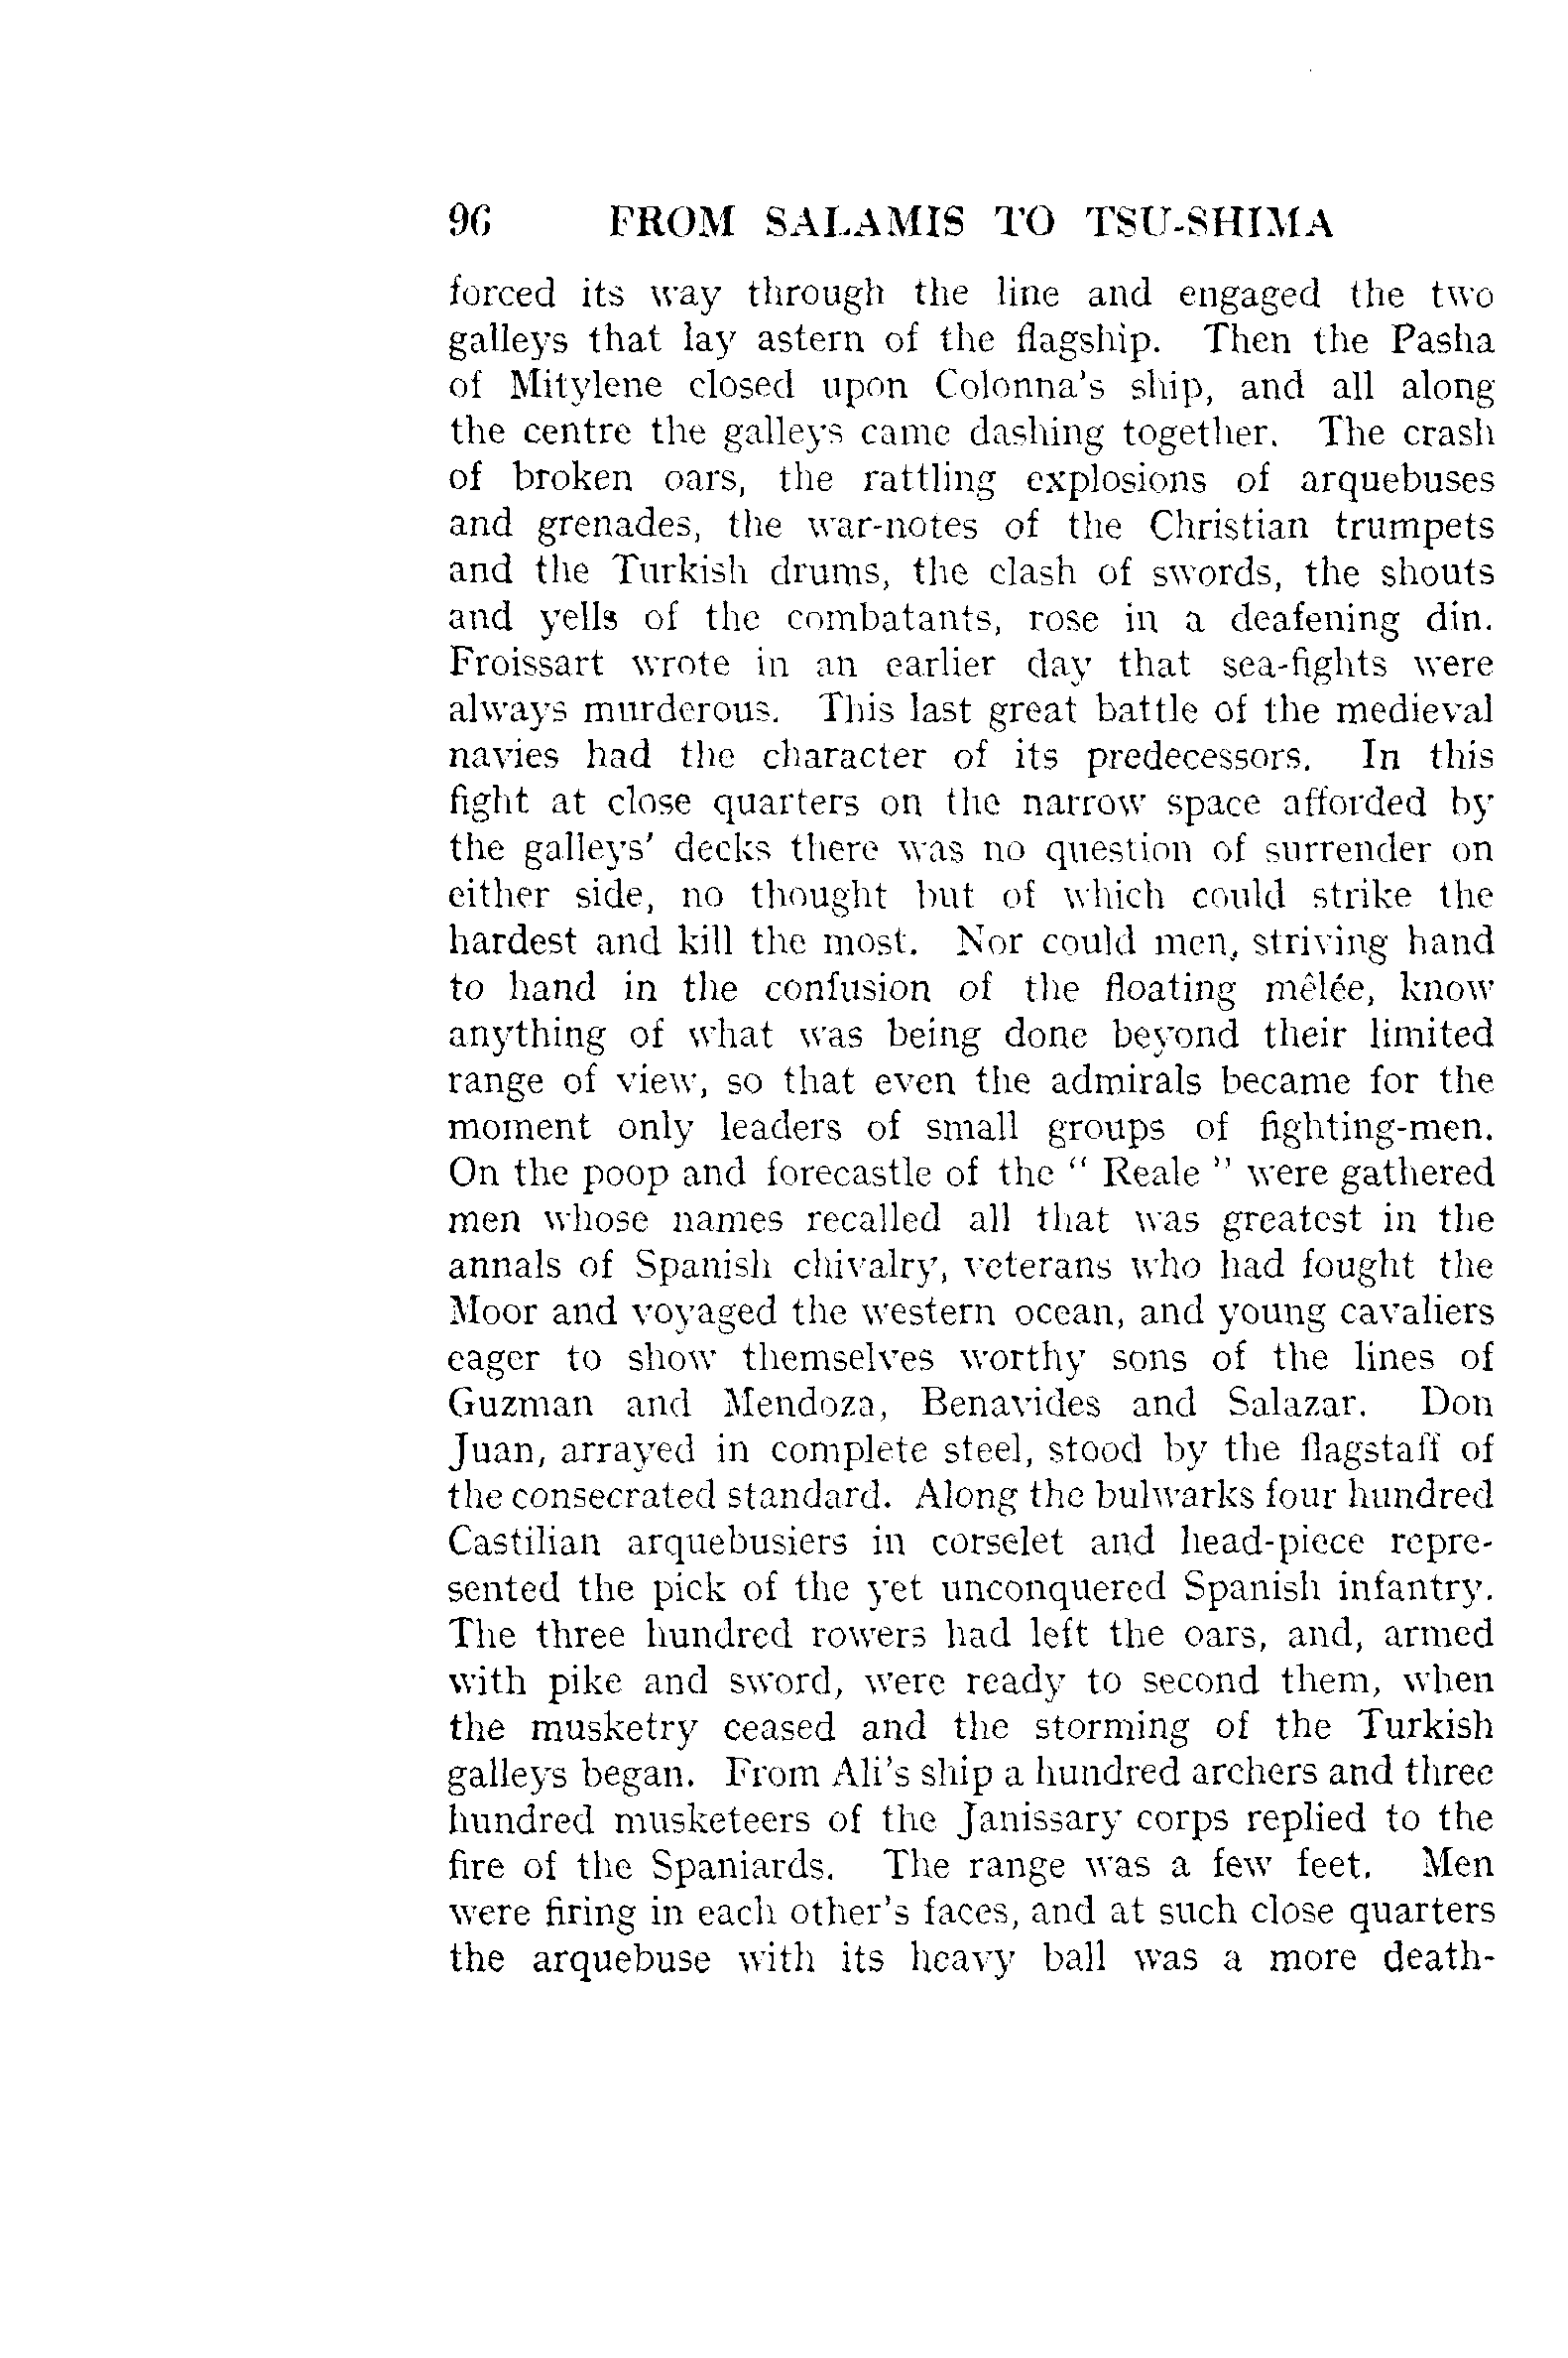 96 FROM SALAMIS TO TSU-SHIMA
forced its way through the line and engaged the two
galleys that lay astern of the flagship. Then the Pasha
of Mitylene closed upon Colonna's ship, and all along
the centre the galleys came dashing together. The crash
of broken oars, the rattling explosions of arquebuses
and grenades, the war-notes of the Christian trumpets
and the Turkish drums, the clash of swords, the shouts
and yells of the combatants, rose in a deafening din.
Froissart wrote in an earlier day that sea-fights were
always murderous. This last great battle of the medieval
navies had the character of its predecessors. In this
fight at close quarters on the narrow space afforded by
the galleys' decks there was no question of surrender on
either side, no thought but of which could strike the
hardest and kill the most. Nor could men, striving hand
to hand in the confusion of the floating mêlée, know
anything of what was being done beyond their limited
range of view, so that even the admirals became for the
moment only leaders of small groups of fighting-men.
On the poop and forecastle of the " Reale " were gathered
men whose names recalled all that was greatest in the
annals of Spanish chivalry, veterans who had fought the
Moor and voyaged the western ocean, and young cavaliers
eager to show themselves worthy sons of the lines of
Guzman and Mendoza, Benavides and Salazar. Don
Juan, arrayed in complete steel, stood by the flagstaff of
the consecrated standard. Along the bulwarks four hundred
Castilian arquebusiers in corselet and head-piece repre-
sented the pick of the yet unconquered Spanish infantry.
The three hundred rowers had left the oars, and, armed
with pike and sword, were ready to second them, when
the musketry ceased and the storming of the Turkish
galleys began. From Ali's ship a hundred archers and three
hundred musketeers of the Janissary corps replied to the
fire of the Spaniards. The range was a few feet. Men
were firing in each other's faces, and at such close quarters
the arquebuse with its heavy ball was a more death-